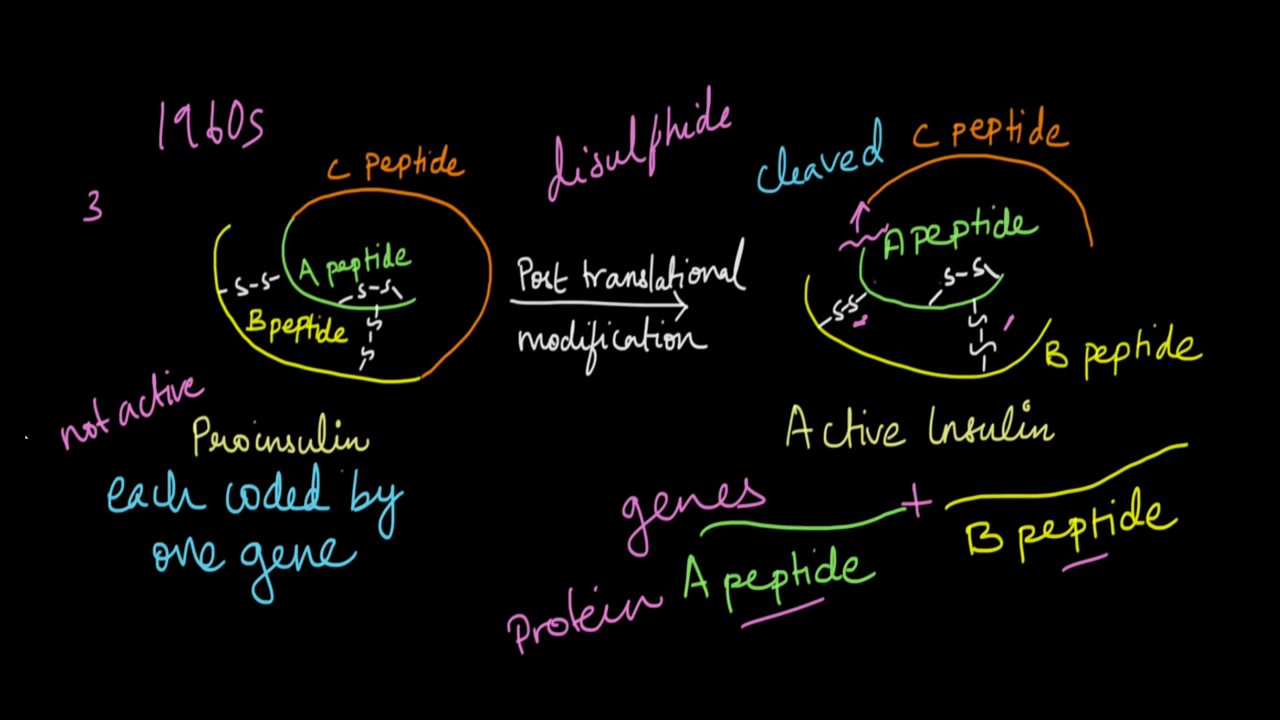 1960s
3
C peptide
A peptide
S-S
S-S
B peptide
S
S
not active
Proinsulin
each coded by
one gene
disulphide
Post translational
modification
cleaved
C peptide
A peptide
S-S
S-S
S
S
B peptide
Active Insulin
genes
+
Protein
A peptide
B peptide